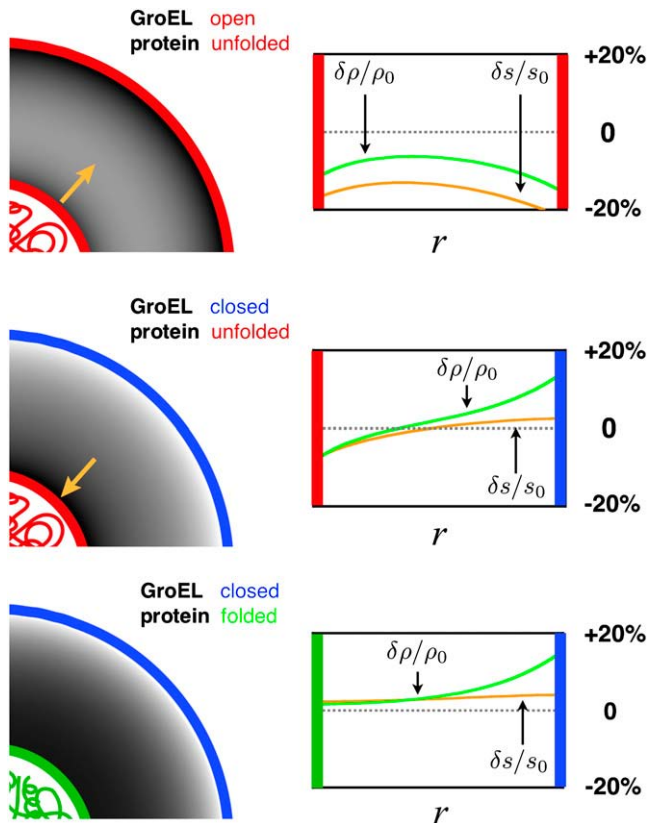 GroEL open
protein unfolded
δρ/ρ₀ δs/s₀
+20%
0
-20%
r
GroEL closed
protein unfolded
δρ/ρ₀
δs/s₀
+20%
0
-20%
r
GroEL closed
protein folded
δρ/ρ₀
δs/s₀
+20%
0
-20%
r